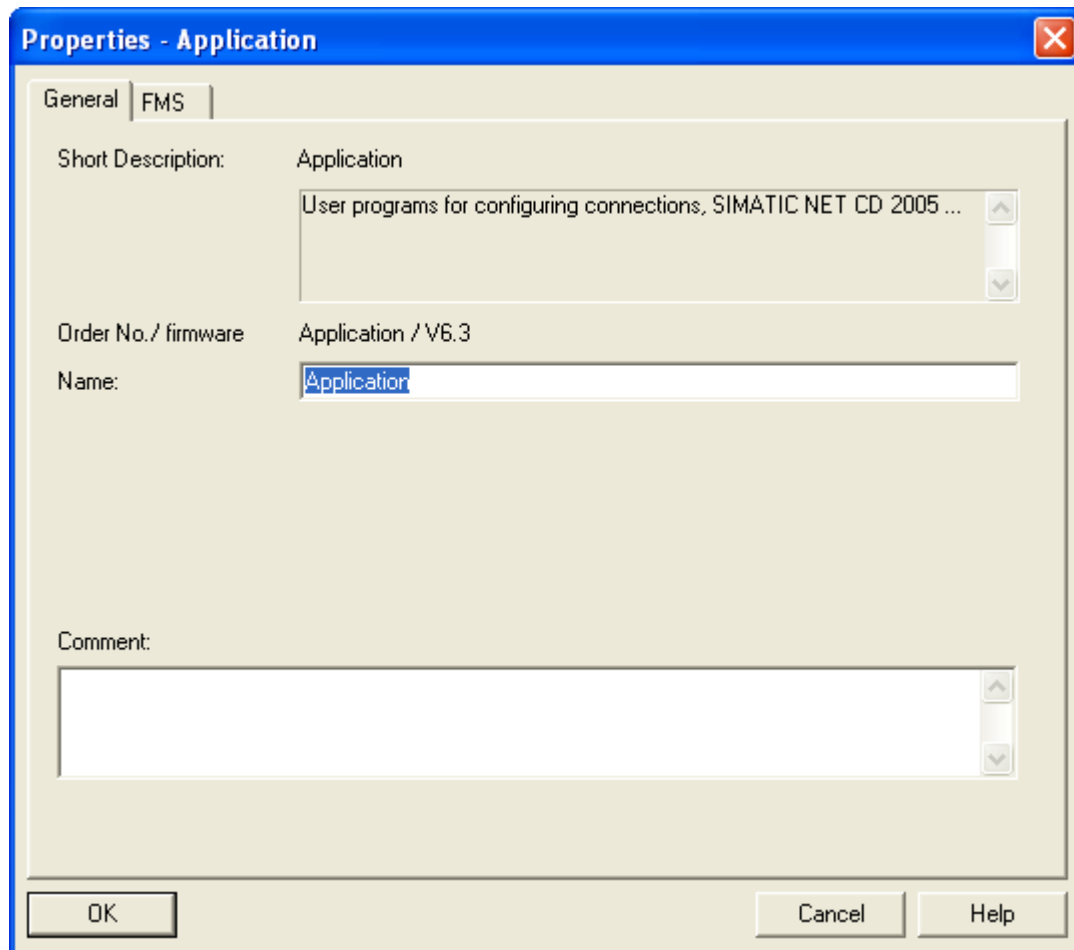 Properties - Application
General
FMS
Short Description:
Application
User programs for configuring connections, SIMATIC NET CD 2005 ...
Order No./ firmware
Application / V6.3
Name:
Application
Comment:
OK
Cancel
Help